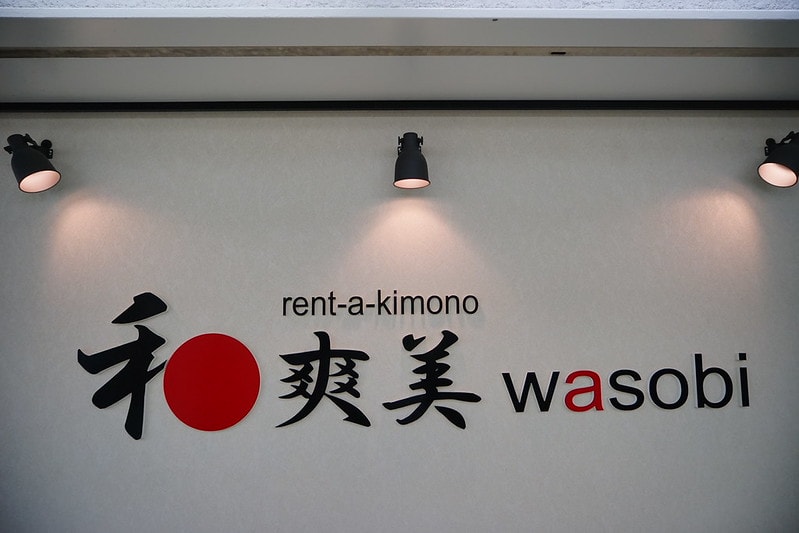 rent-a-kimono
和爽美 wasobi